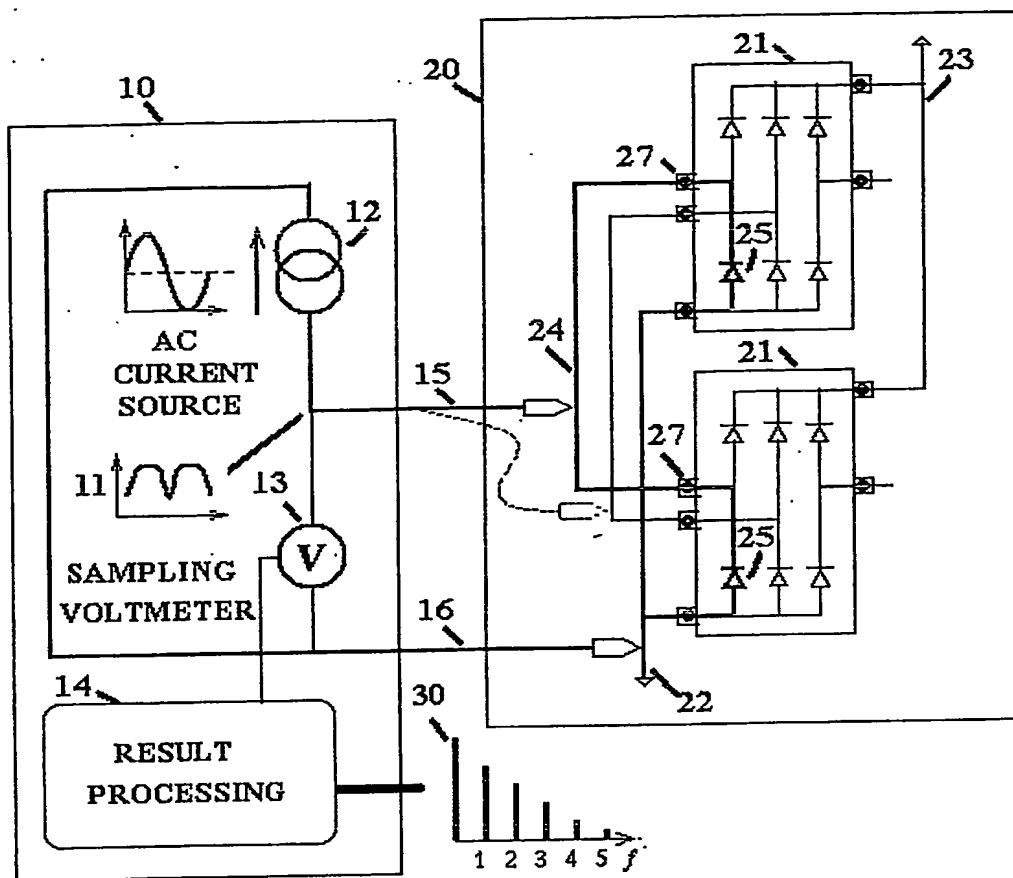 10
20
21
23
27
12
25
AC
CURRENT
SOURCE
24
15
21
11
13
27
V
25
SAMPLING
VOLTMETER
16
14
30
22
RESULT
PROCESSING
1 2 3 4 5 f